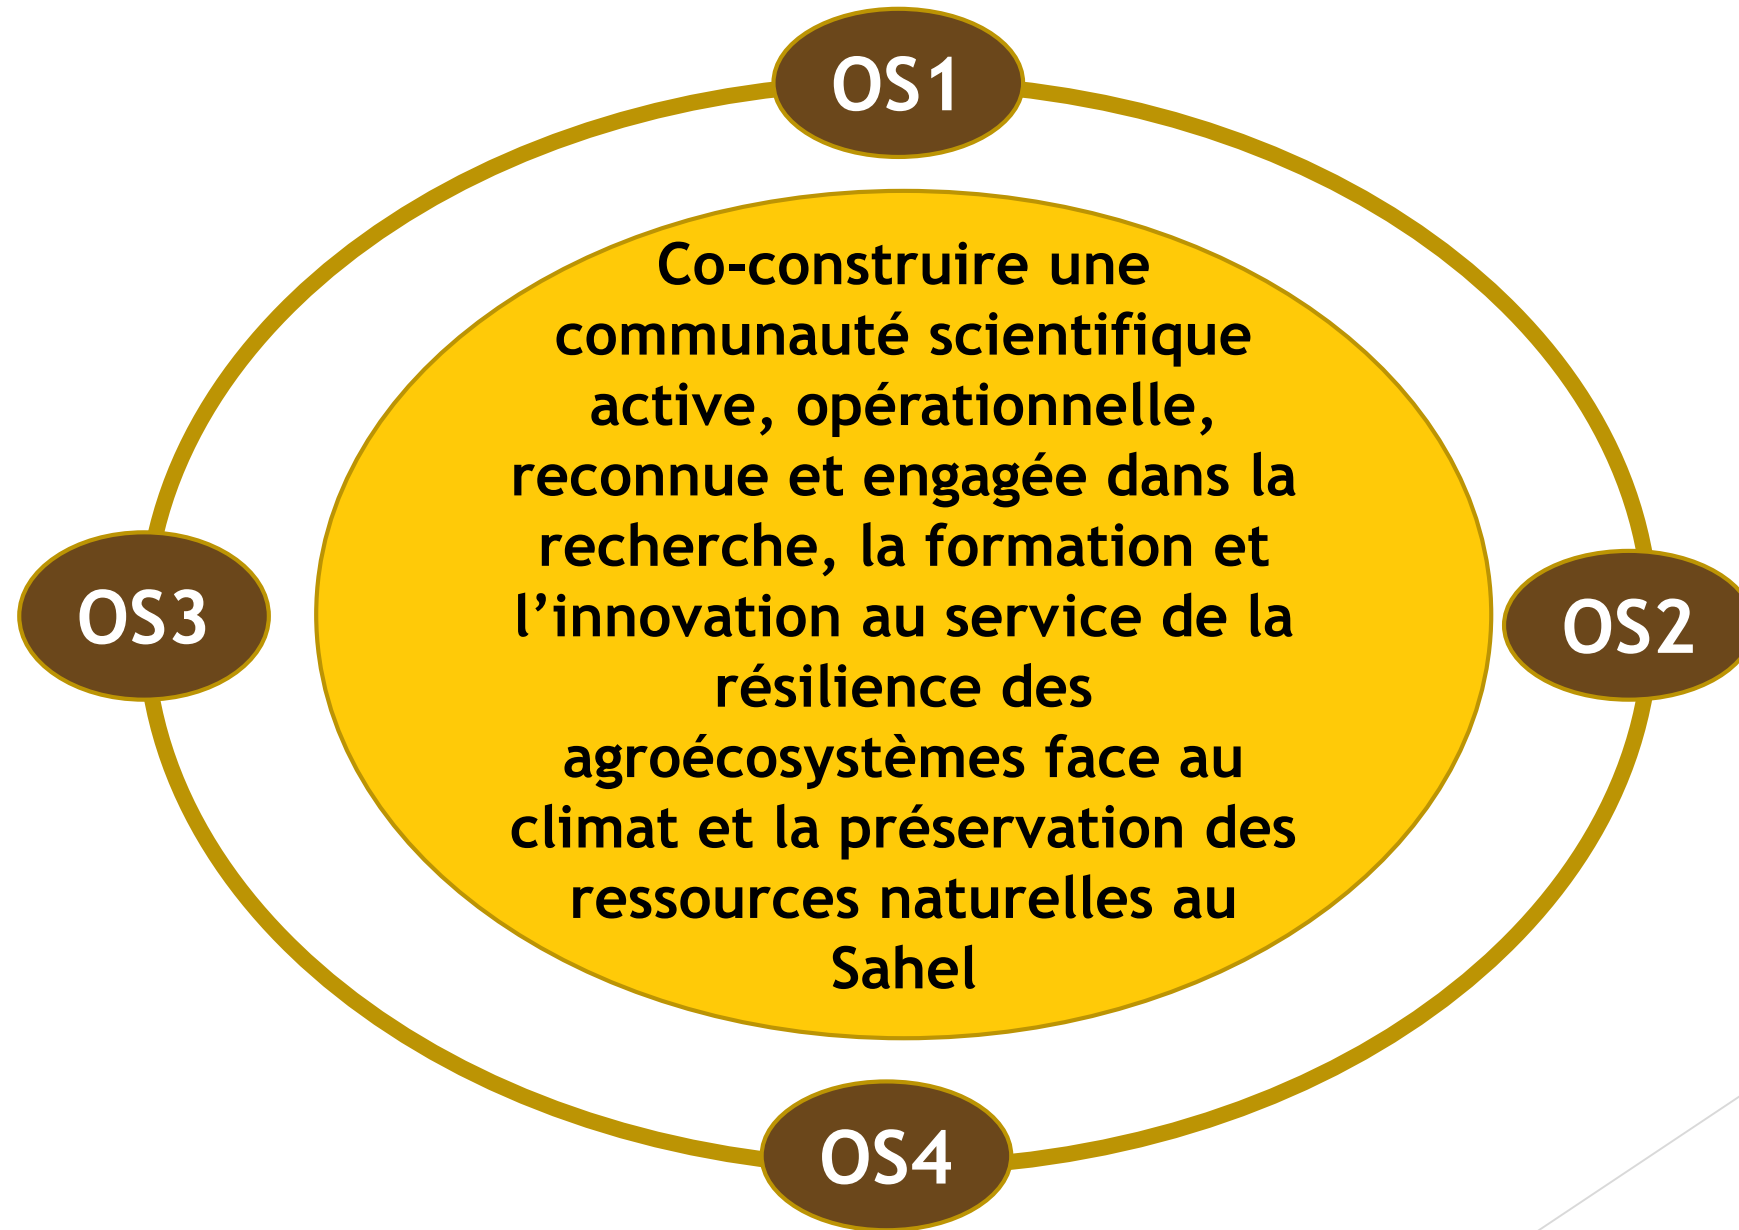 OS1
Co-construire une
communauté scientifique
active, opérationnelle,
reconnue et engagée dans la
recherche, la formation et
l’innovation au service de la
résilience des
agroécosystèmes face au
climat et la préservation des
ressources naturelles au
Sahel
OS3
OS2
OS4